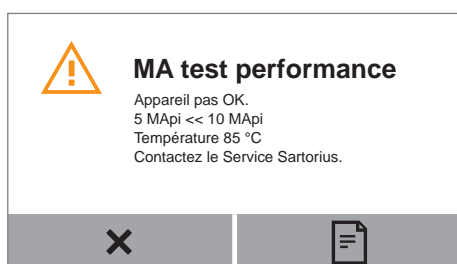 MA test performance
Appareil pas OK.
5 MApi << 10 MApi
Température 85 °C
Contactez le Service Sartorius.